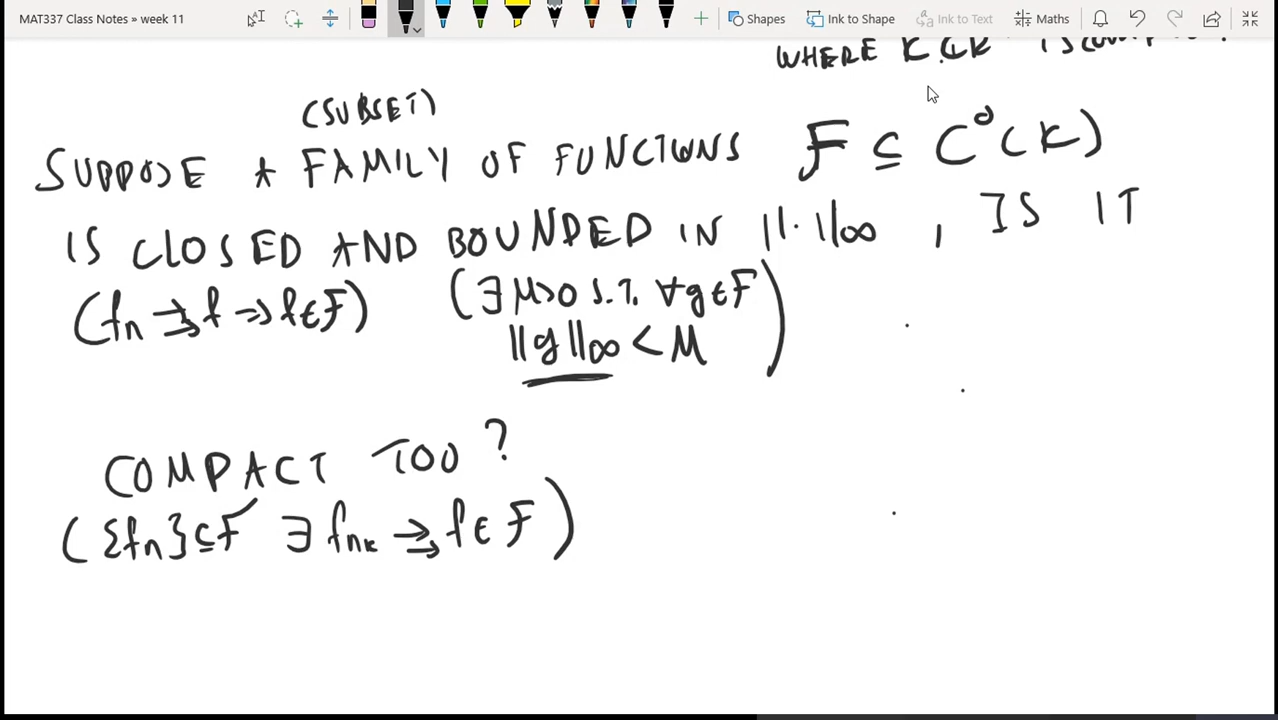 MAT337 Class Notes » week 11
Shapes
Ink to Shape
Ink to Text
Maths
WHERE K ⊆ R
(SUBSET)
SUPPOSE A FAMILY OF FUNCTIONS F ⊆ C⁰(K)
IS CLOSED AND BOUNDED IN ||·||∞ , IS IT
(fn ⇉ f => f ∈ F) (∃ M>0 S.T. ∀g ∈ F
||g||∞ < M)
COMPACT TOO?
({fn} ⊆ F ∃ fnk ⇉ f ∈ F)